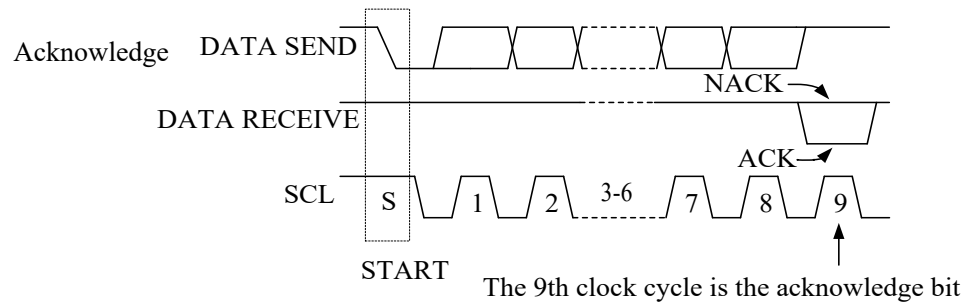 Acknowledge
DATA SEND
NACK
DATA RECEIVE
ACK
SCL
S 1 2 3-6 7 8 9
START
The 9th clock cycle is the acknowledge bit